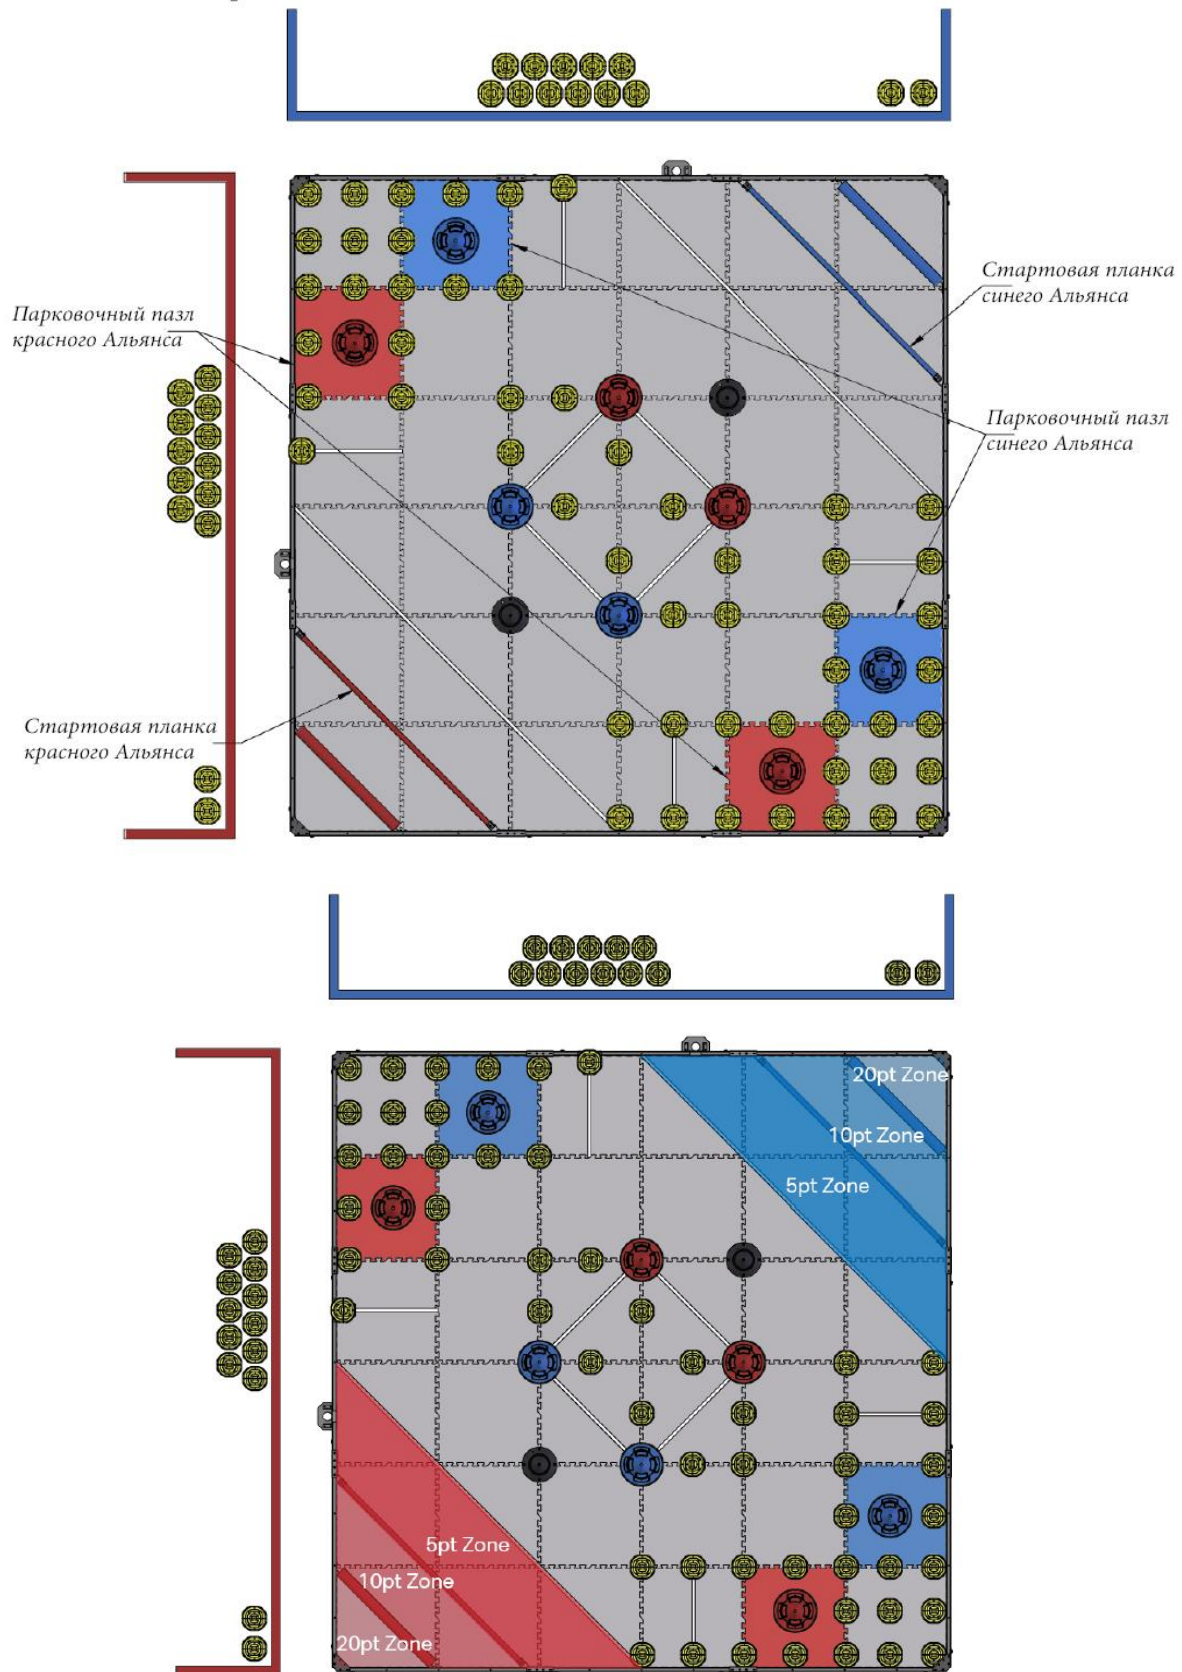 Стартовая планка
синего Альянса
Парковочный пазл
красного Альянса
Парковочный пазл
синего Альянса
Стартовая планка
красного Альянса
20pt Zone
10pt Zone
5pt Zone
5pt Zone
10pt Zone
20pt Zone